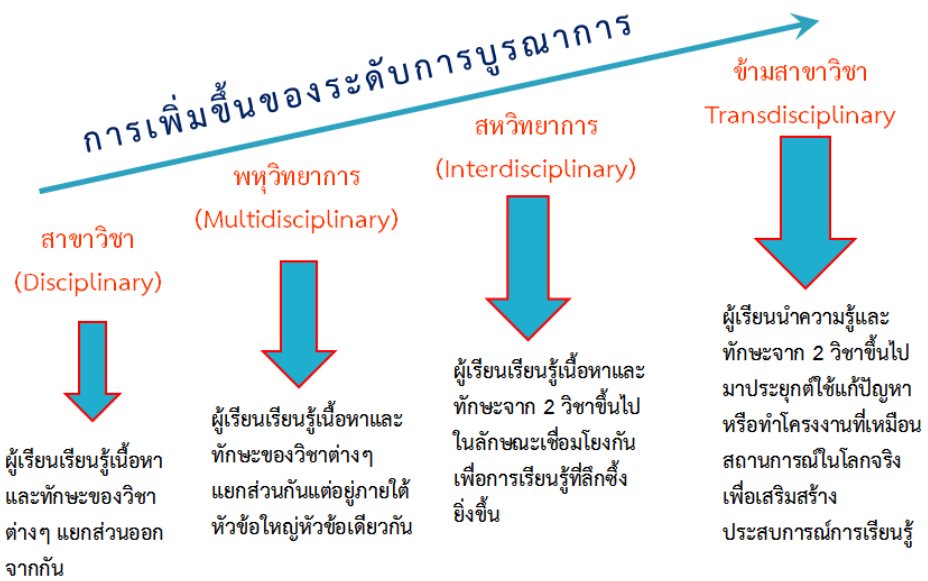 การเพิ่มขึ้นของระดับการบูรณาการ
สาขาวิชา
(Disciplinary)
ผู้เรียนเรียนรู้เนื้อหา
และทักษะของวิชา
ต่างๆ แยกส่วนออก
จากกัน
พหุวิทยาการ
(Multidisciplinary)
ผู้เรียนเรียนรู้เนื้อหาและ
ทักษะของวิชาต่างๆ
แยกส่วนกันแต่อยู่ภายใต้
หัวข้อใหญ่หัวข้อเดียวกัน
สหวิทยาการ
(Interdisciplinary)
ผู้เรียนเรียนรู้เนื้อหาและ
ทักษะจาก 2 วิชาขึ้นไป
ในลักษณะเชื่อมโยงกัน
เพื่อการเรียนรู้ที่ลึกซึ้ง
ยิ่งขึ้น
ข้ามสาขาวิชา
Transdisciplinary
ผู้เรียนนำความรู้และ
ทักษะจาก 2 วิชาขึ้นไป
มาประยุกต์ใช้แก้ปัญหา
หรือทำโครงงานที่เหมือน
สถานการณ์ในโลกจริง
เพื่อเสริมสร้าง
ประสบการณ์การเรียนรู้